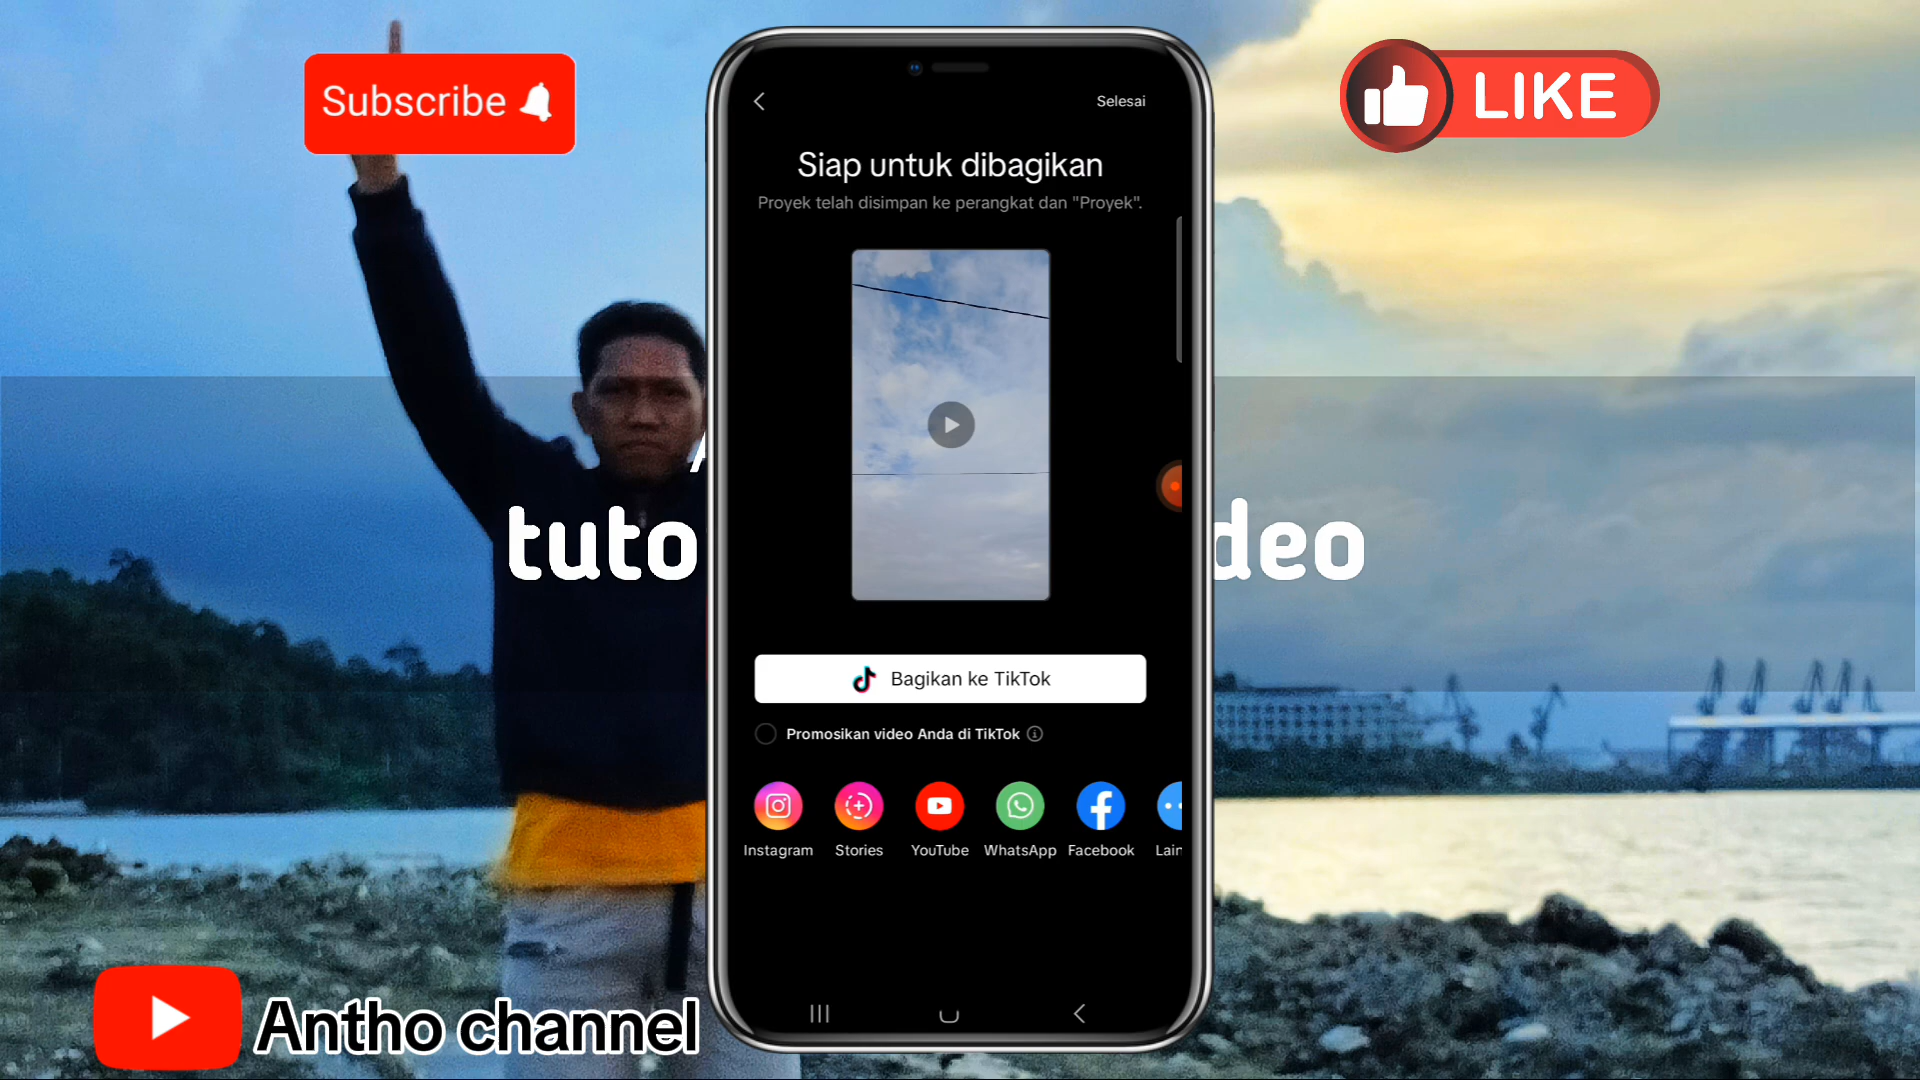 Subscribe
LIKE
Selesai
Siap untuk dibagikan
Proyek telah disimpan ke perangkat dan "Proyek".
tuto
deo
Bagikan ke TikTok
Promosikan video Anda di TikTok
Instagram Stories YouTube WhatsApp Facebook Lain
Antho channel